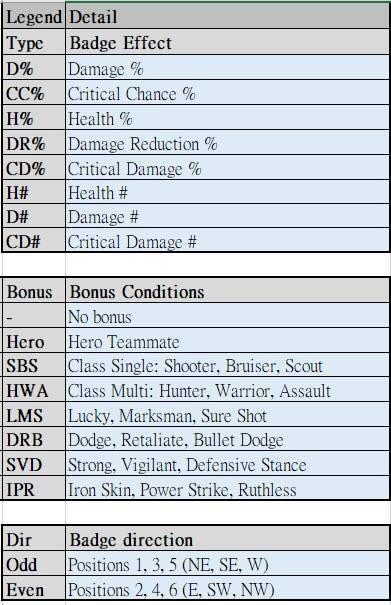 Legend Detail
Type Badge Effect
D% Damage %
CC% Critical Chance %
H% Health %
DR% Damage Reduction %
CD% Critical Damage %
H# Health #
D# Damage #
CD# Critical Damage #
Bonus Bonus Conditions
- No bonus
Hero Hero Teammate
SBS Class Single: Shooter, Bruiser, Scout
HWA Class Multi: Hunter, Warrior, Assault
LMS Lucky, Marksman, Sure Shot
DRB Dodge, Retaliate, Bullet Dodge
SVD Strong, Vigilant, Defensive Stance
IPR Iron Skin, Power Strike, Ruthless
Dir Badge direction
Odd Positions 1, 3, 5 (NE, SE, W)
Even Positions 2, 4, 6 (E, SW, NW)